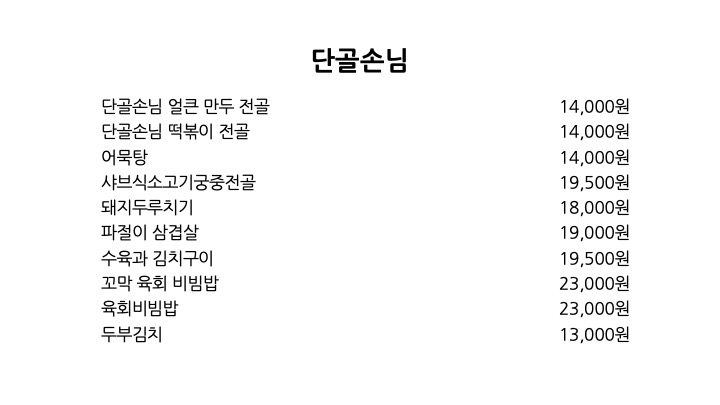 단골손님
단골손님 얼큰 만두 전골 14,000원
단골손님 떡볶이 전골 14,000원
어묵탕 14,000원
샤브식소고기궁중전골 19,500원
돼지두루치기 18,000원
파절이 삼겹살 19,000원
수육과 김치구이 19,500원
꼬막 육회 비빔밥 23,000원
육회비빔밥 23,000원
두부김치 13,000원